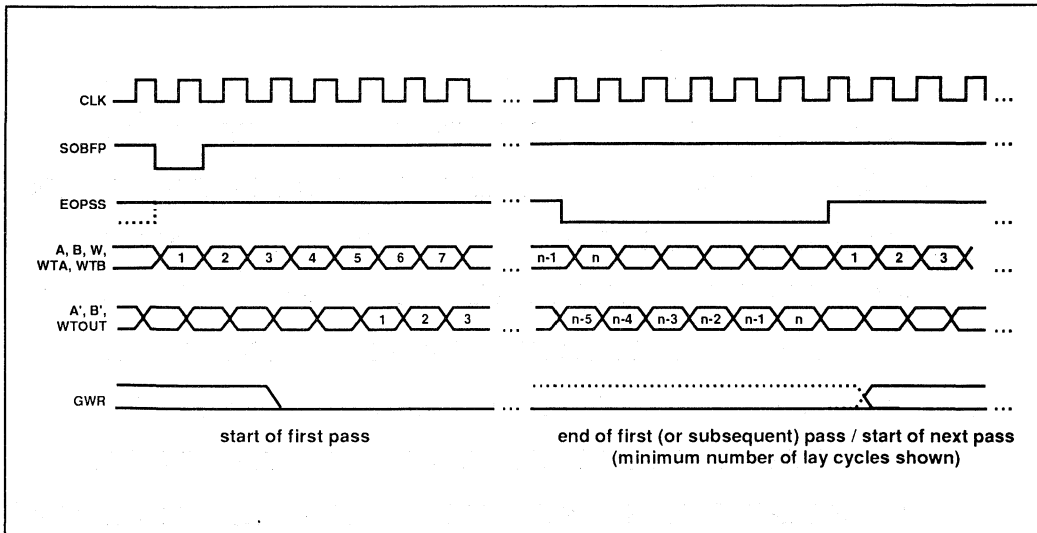 CLK ... ...
SOBFP ... ...
EOPSS ... ...
A, B, W,
WTA, WTB
1 2 3 4 5 6 7 ... n-1 n 1 2 3 ...
A', B',
WTOUT
1 2 3 ... n-5 n-4 n-3 n-2 n-1 n ...
GWR ... ...
start of first pass
end of first (or subsequent) pass / start of next pass
(minimum number of lay cycles shown)